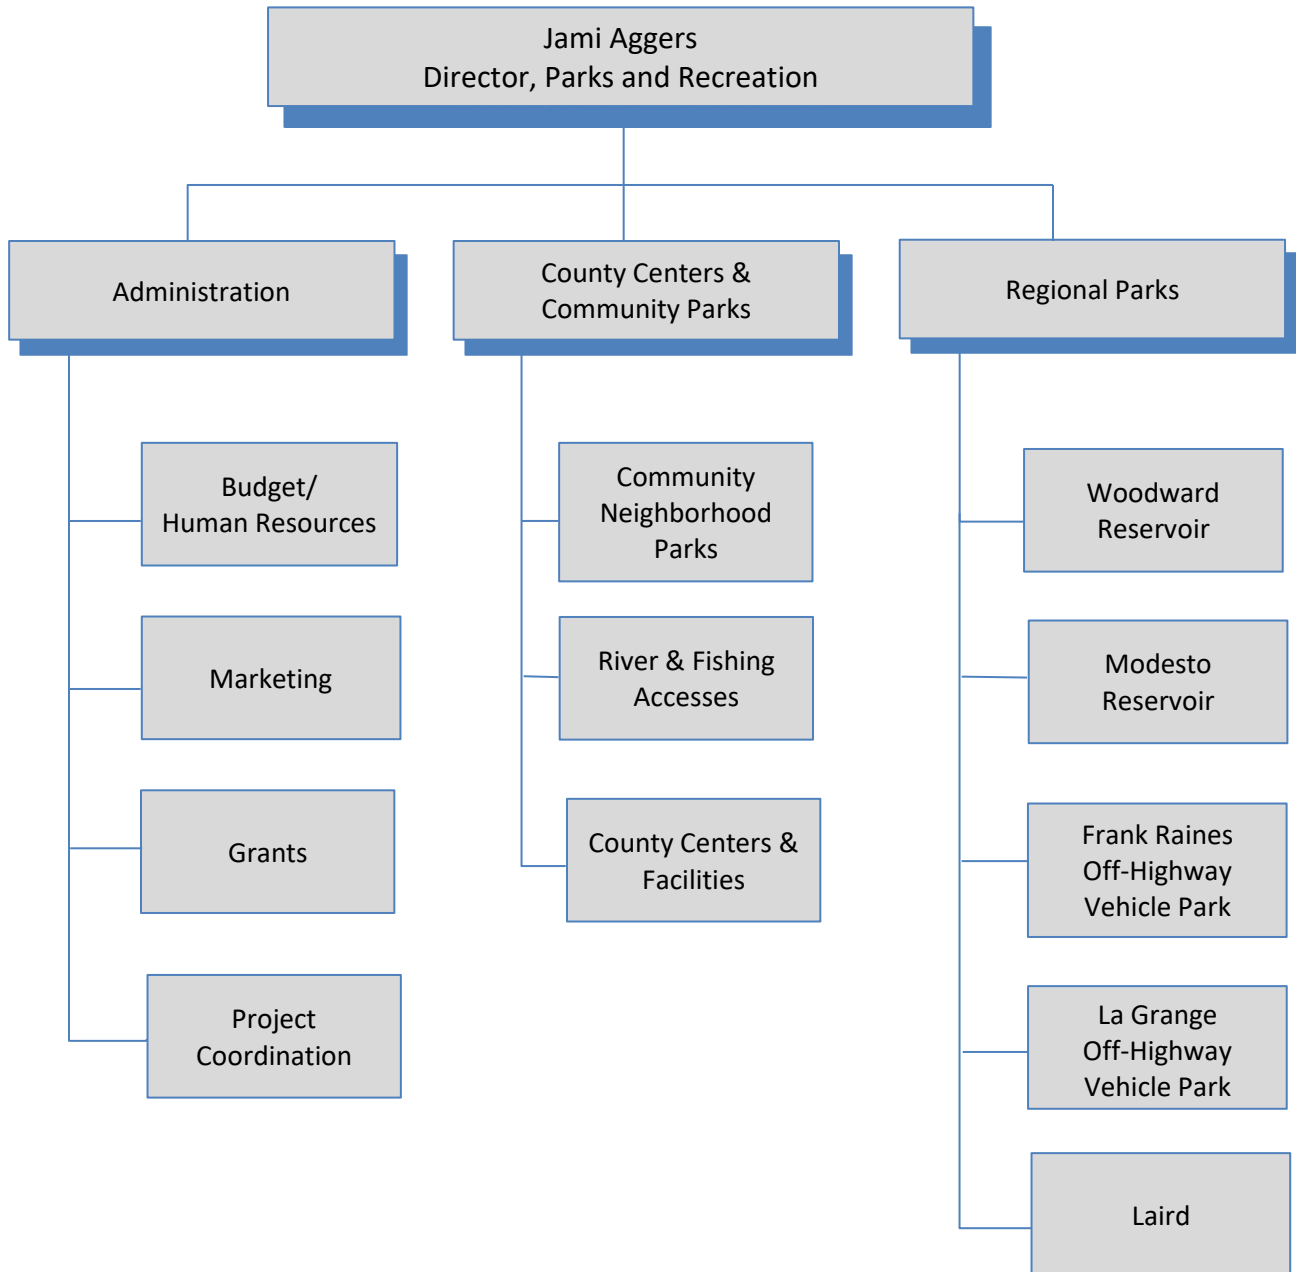 Jami Aggers
Director, Parks and Recreation
Administration
County Centers &
Community Parks
Regional Parks
Budget/
Human Resources
Marketing
Grants
Project
Coordination
Community
Neighborhood
Parks
River & Fishing
Accesses
County Centers &
Facilities
Woodward
Reservoir
Modesto
Reservoir
Frank Raines
Off-Highway
Vehicle Park
La Grange
Off-Highway
Vehicle Park
Laird